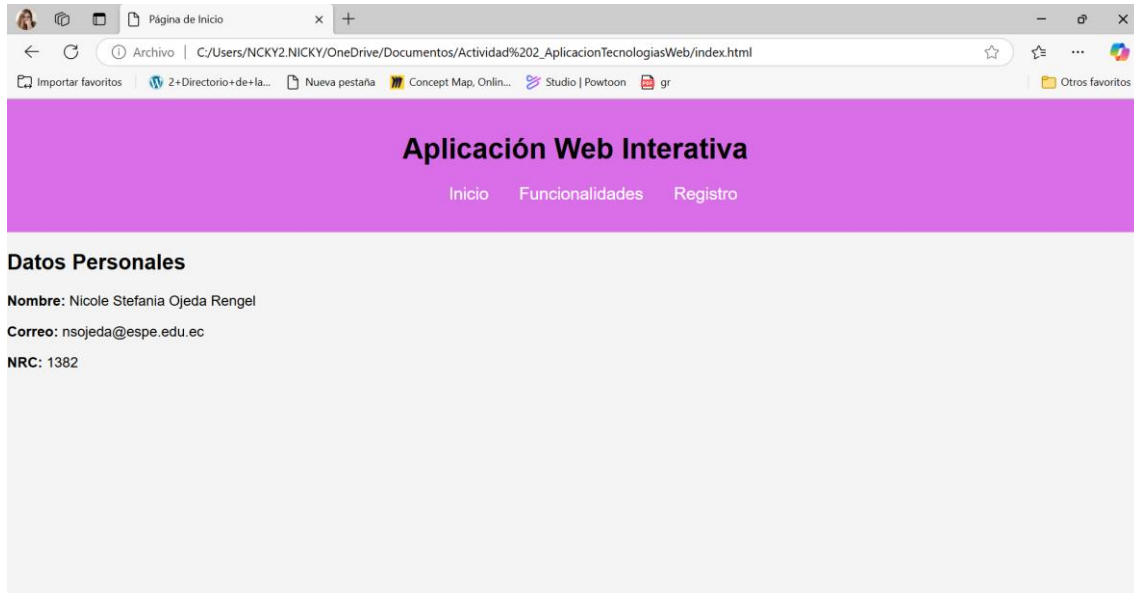 Página de Inicio
Archivo | C:/Users/NCKY2.NICKY/OneDrive/Documentos/Actividad%202_AplicacionTecnologiasWeb/index.html
Importar favoritos 2+Directorio+de+la... Nueva pestaña Concept Map, Onlin... Studio | Powtoon gr Otros favoritos
Aplicación Web Interativa
Inicio Funcionalidades Registro
Datos Personales
Nombre: Nicole Stefania Ojeda Rengel
Correo: nsojeda@espe.edu.ec
NRC: 1382